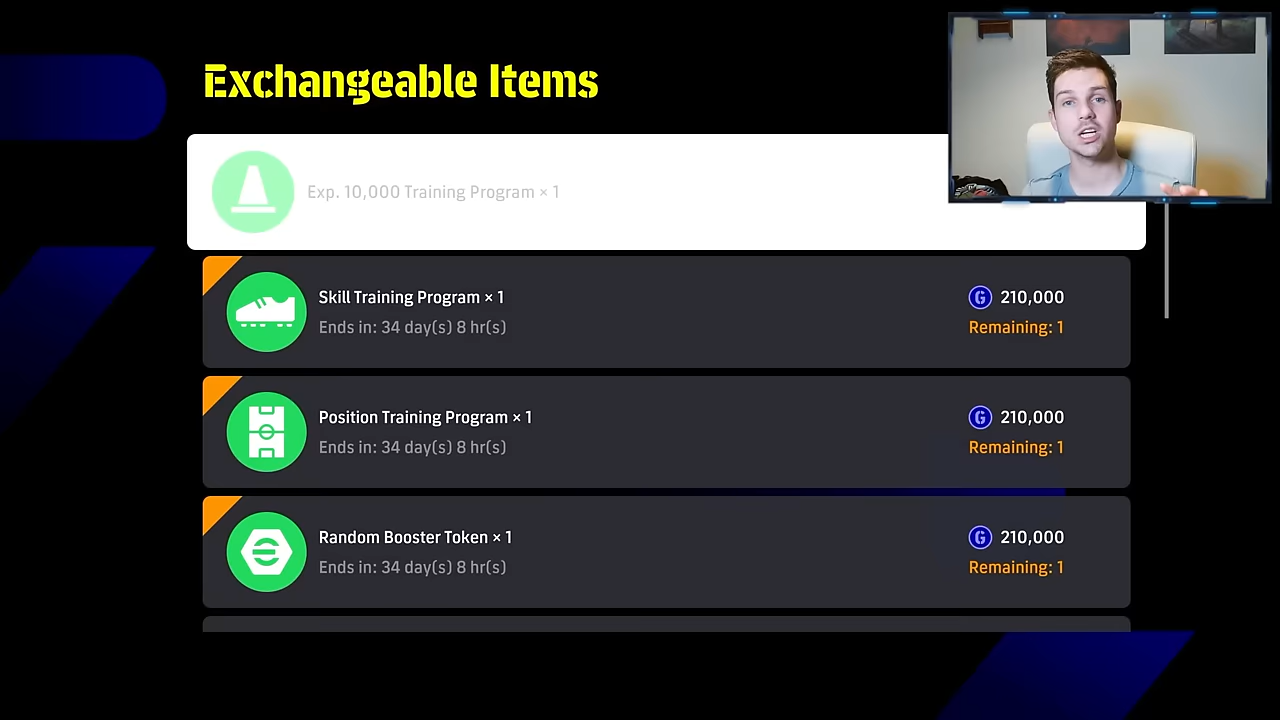 Exchangeable Items
Exp. 10,000 Training Program × 1
Skill Training Program × 1
Ends in: 34 day(s) 8 hr(s)
G 210,000
Remaining: 1
Position Training Program × 1
Ends in: 34 day(s) 8 hr(s)
G 210,000
Remaining: 1
Random Booster Token × 1
Ends in: 34 day(s) 8 hr(s)
G 210,000
Remaining: 1